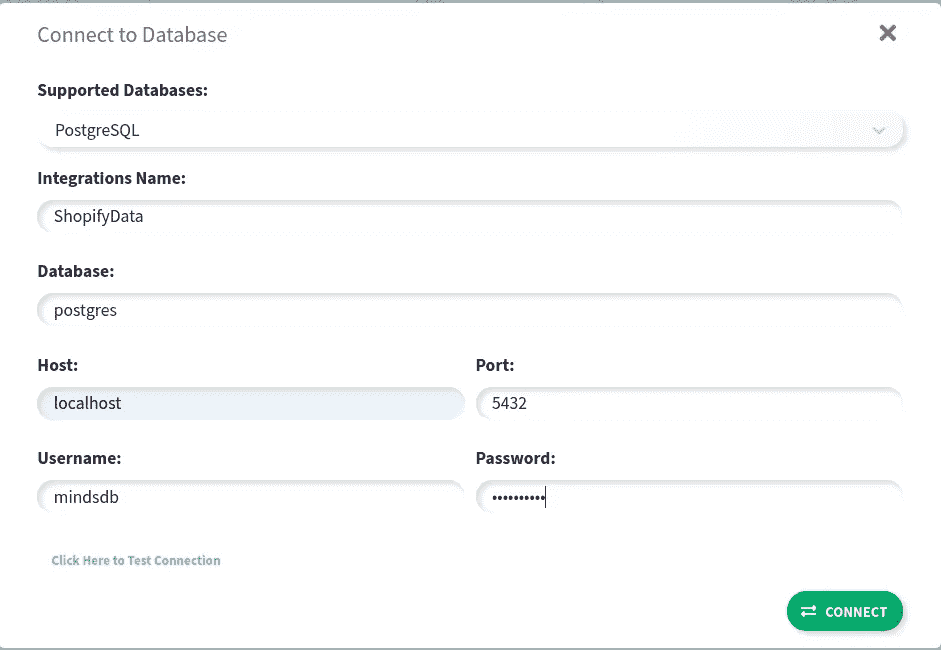 Connect to Database
Supported Databases:
PostgreSQL
Integrations Name:
ShopifyData
Database:
postgres
Host:
Port:
localhost
5432
Username:
Password:
mindsdb
••••••••••
Click Here to Test Connection
CONNECT